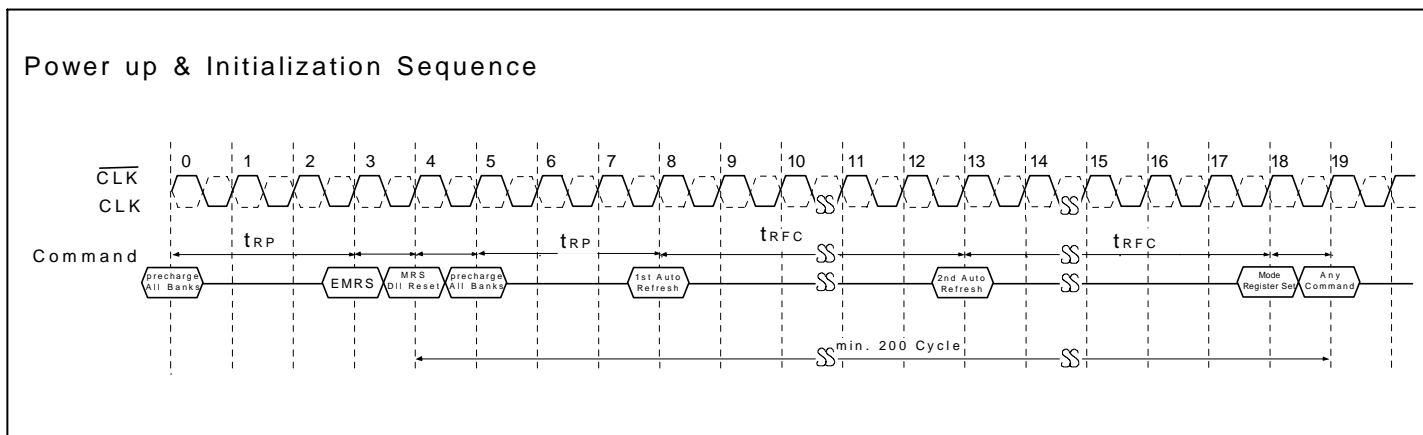 Power up & Initialization Sequence
0 1 2 3 4 5 6 7 8 9 10 11 12 13 14 15 16 17 18 19
CLK
CLK
tRP tRP tRFC tRFC
Command
precharge All Banks
EMRS
MRS Dll Reset
precharge All Banks
1st Auto Refresh
2nd Auto Refresh
Mode Register Set
Any Command
min. 200 Cycle